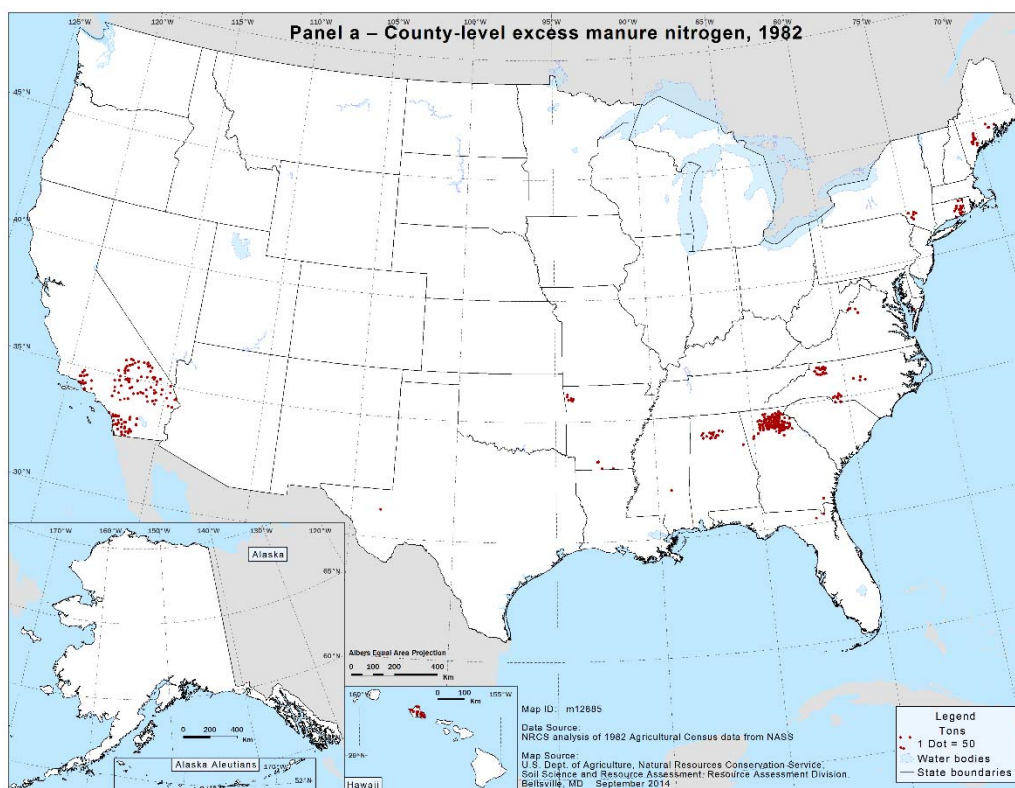 125°W 120°W 115°W 110°W 105°W 100°W 95°W 90°W 85°W 80°W 75°W 70°W
Panel a – County-level excess manure nitrogen, 1982
45°N
40°N
35°N
30°N
170°W 160°W 150°W 140°W 130°W 120°W
Alaska
65°N
60°N
Albers Equal Area Projection
0 100 200 400
Km
0 200 400
Km
Alaska Aleutians
170°W
52°N
160°W 0 100 155°W
Km
Hawaii
Map ID: m12885
Data Source:
NRCS analysis of 1982 Agricultural Census data from NASS
Map Source:
U.S. Dept. of Agriculture, Natural Resources Conservation Service,
Soil Science and Resource Assessment: Resource Assessment Division,
Beltsville, MD September 2014
Legend
Tons
1 Dot = 50
Water bodies
State boundaries